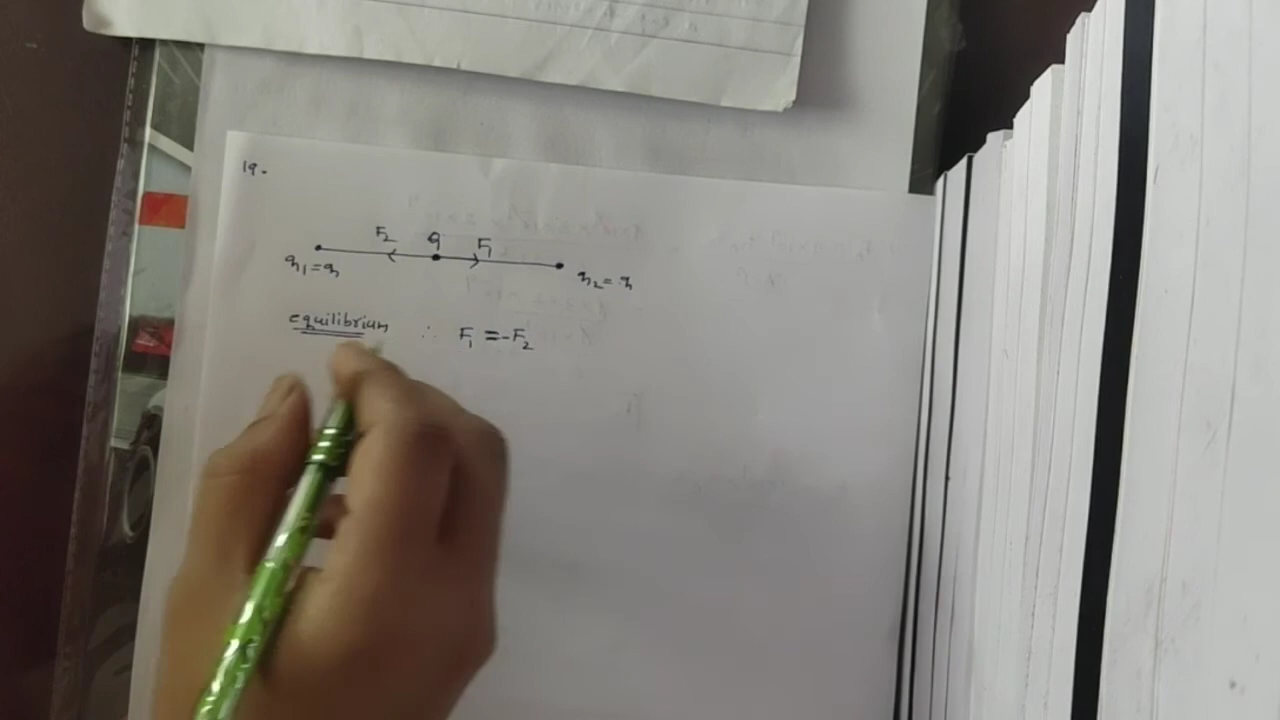 19.
F₂ q F₁
q₁ = q q₂ = q
equilibrium ∴ F₁ = -F₂